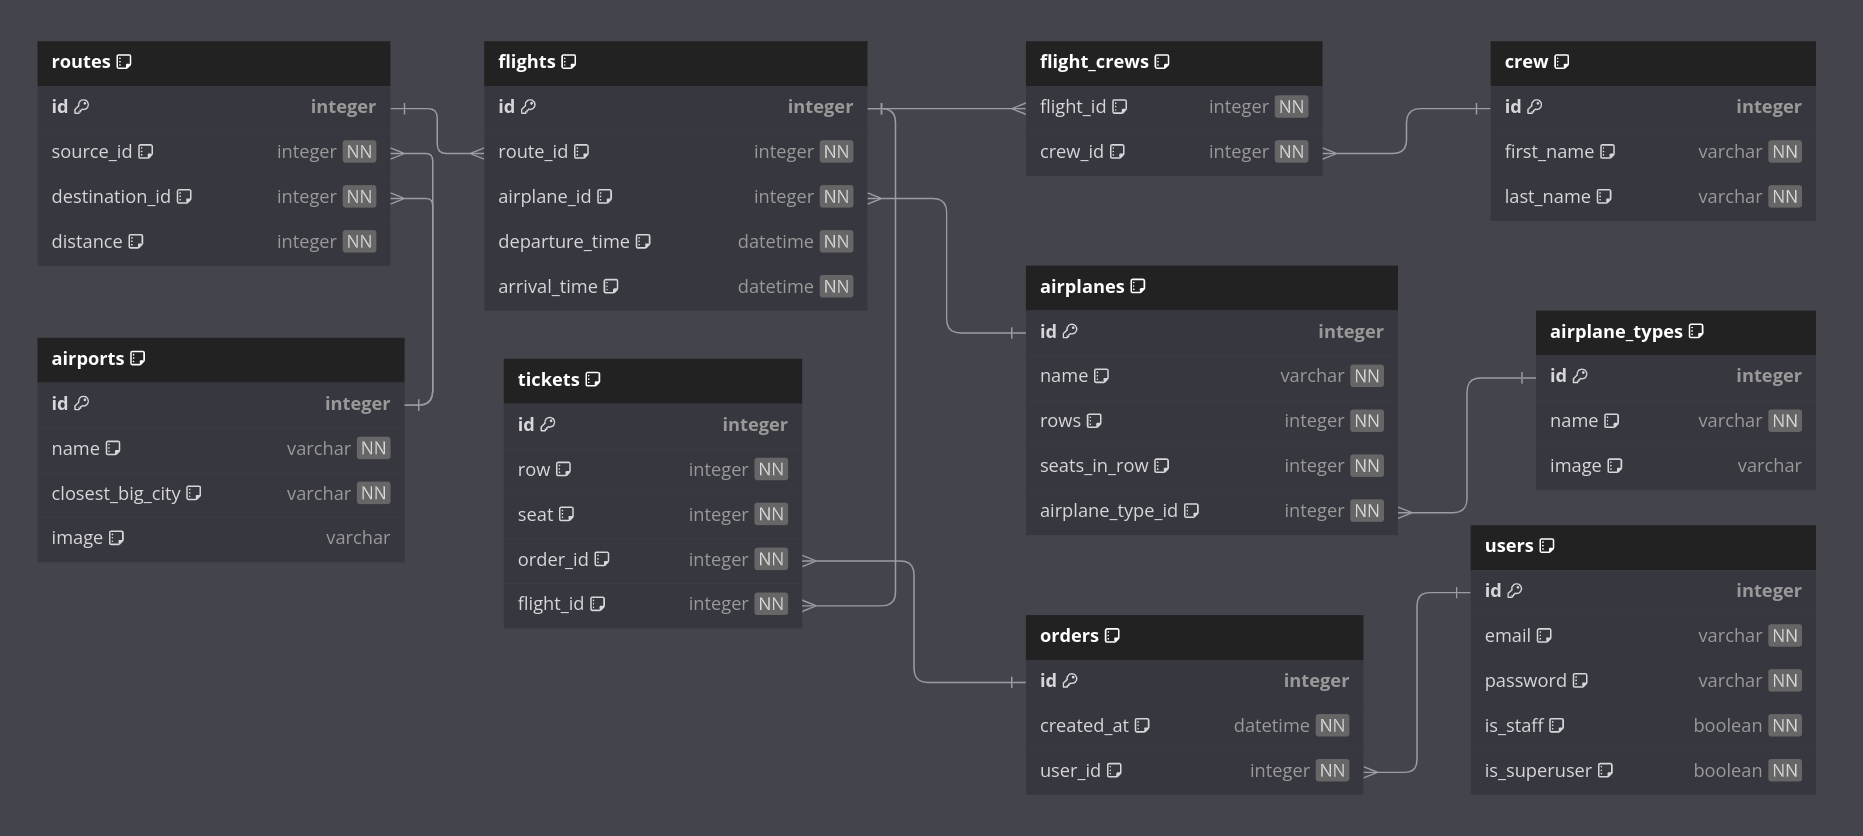 routes
id integer
source_id integer NN
destination_id integer NN
distance integer NN
flights
id integer
route_id integer NN
airplane_id integer NN
departure_time datetime NN
arrival_time datetime NN
flight_crews
flight_id integer NN
crew_id integer NN
crew
id integer
first_name varchar NN
last_name varchar NN
airports
id integer
name varchar NN
closest_big_city varchar NN
image varchar
tickets
id integer
row integer NN
seat integer NN
order_id integer NN
flight_id integer NN
airplanes
id integer
name varchar NN
rows integer NN
seats_in_row integer NN
airplane_type_id integer NN
airplane_types
id integer
name varchar NN
image varchar
orders
id integer
created_at datetime NN
user_id integer NN
users
id integer
email varchar NN
password varchar NN
is_staff boolean NN
is_superuser boolean NN